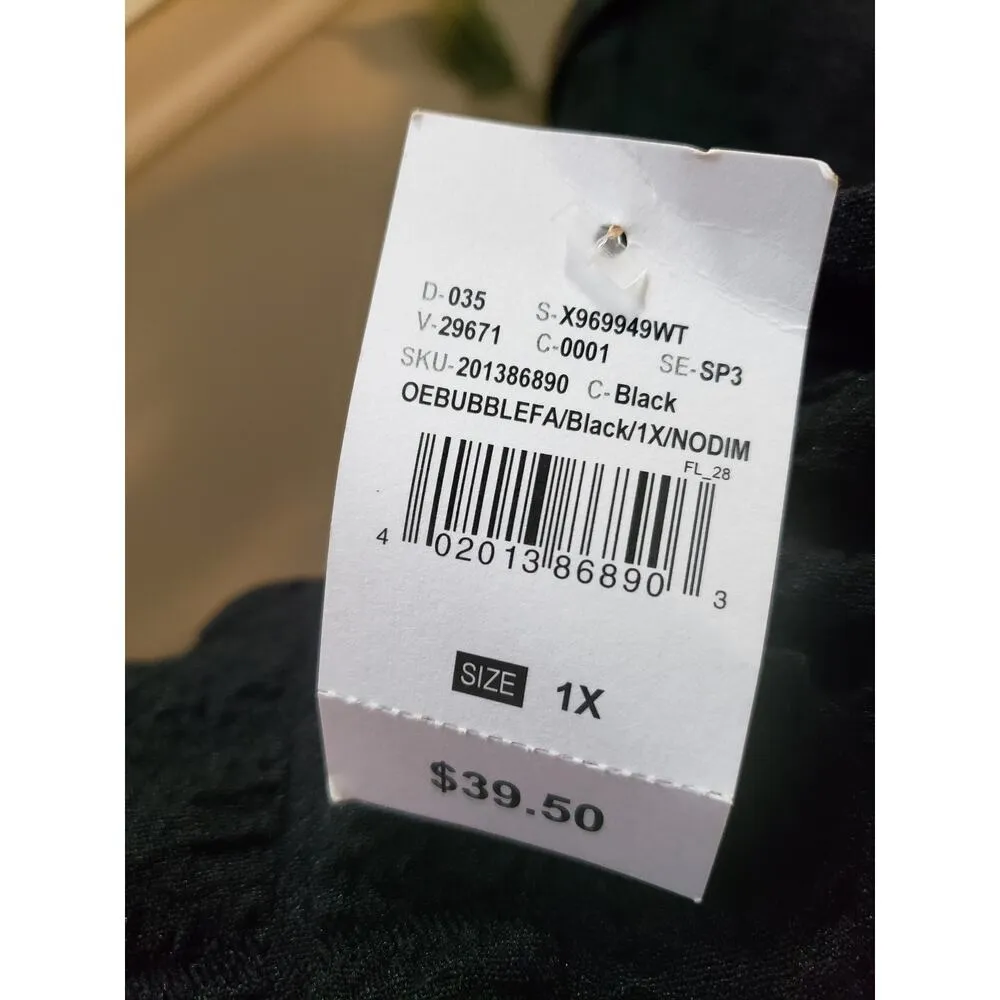 D-035 S-X969949WT
V-29671 C-0001 SE-SP3
SKU-201386890 C-Black
OEBUBBLEFA/Black/1X/NODIM
FL_28
4 02013 86890 3
SIZE 1X
$39.50